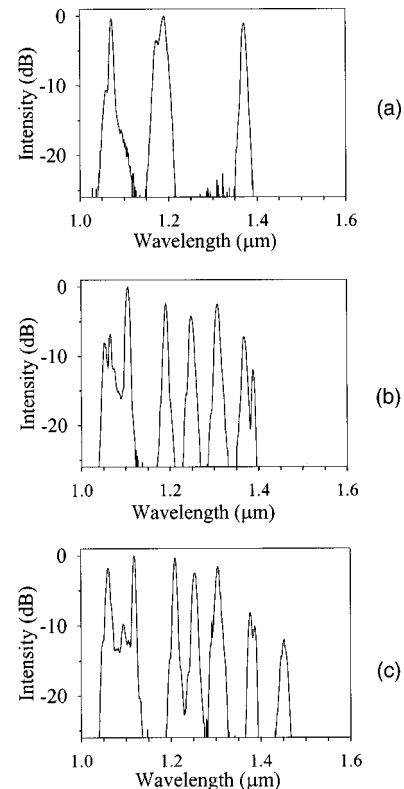 0
-10
-20
Intensity (dB)
1.0 1.2 1.4 1.6
Wavelength (µm)
(a)
0
-10
-20
Intensity (dB)
1.0 1.2 1.4 1.6
Wavelength (µm)
(b)
0
-10
-20
Intensity (dB)
1.0 1.2 1.4 1.6
Wavelength (µm)
(c)